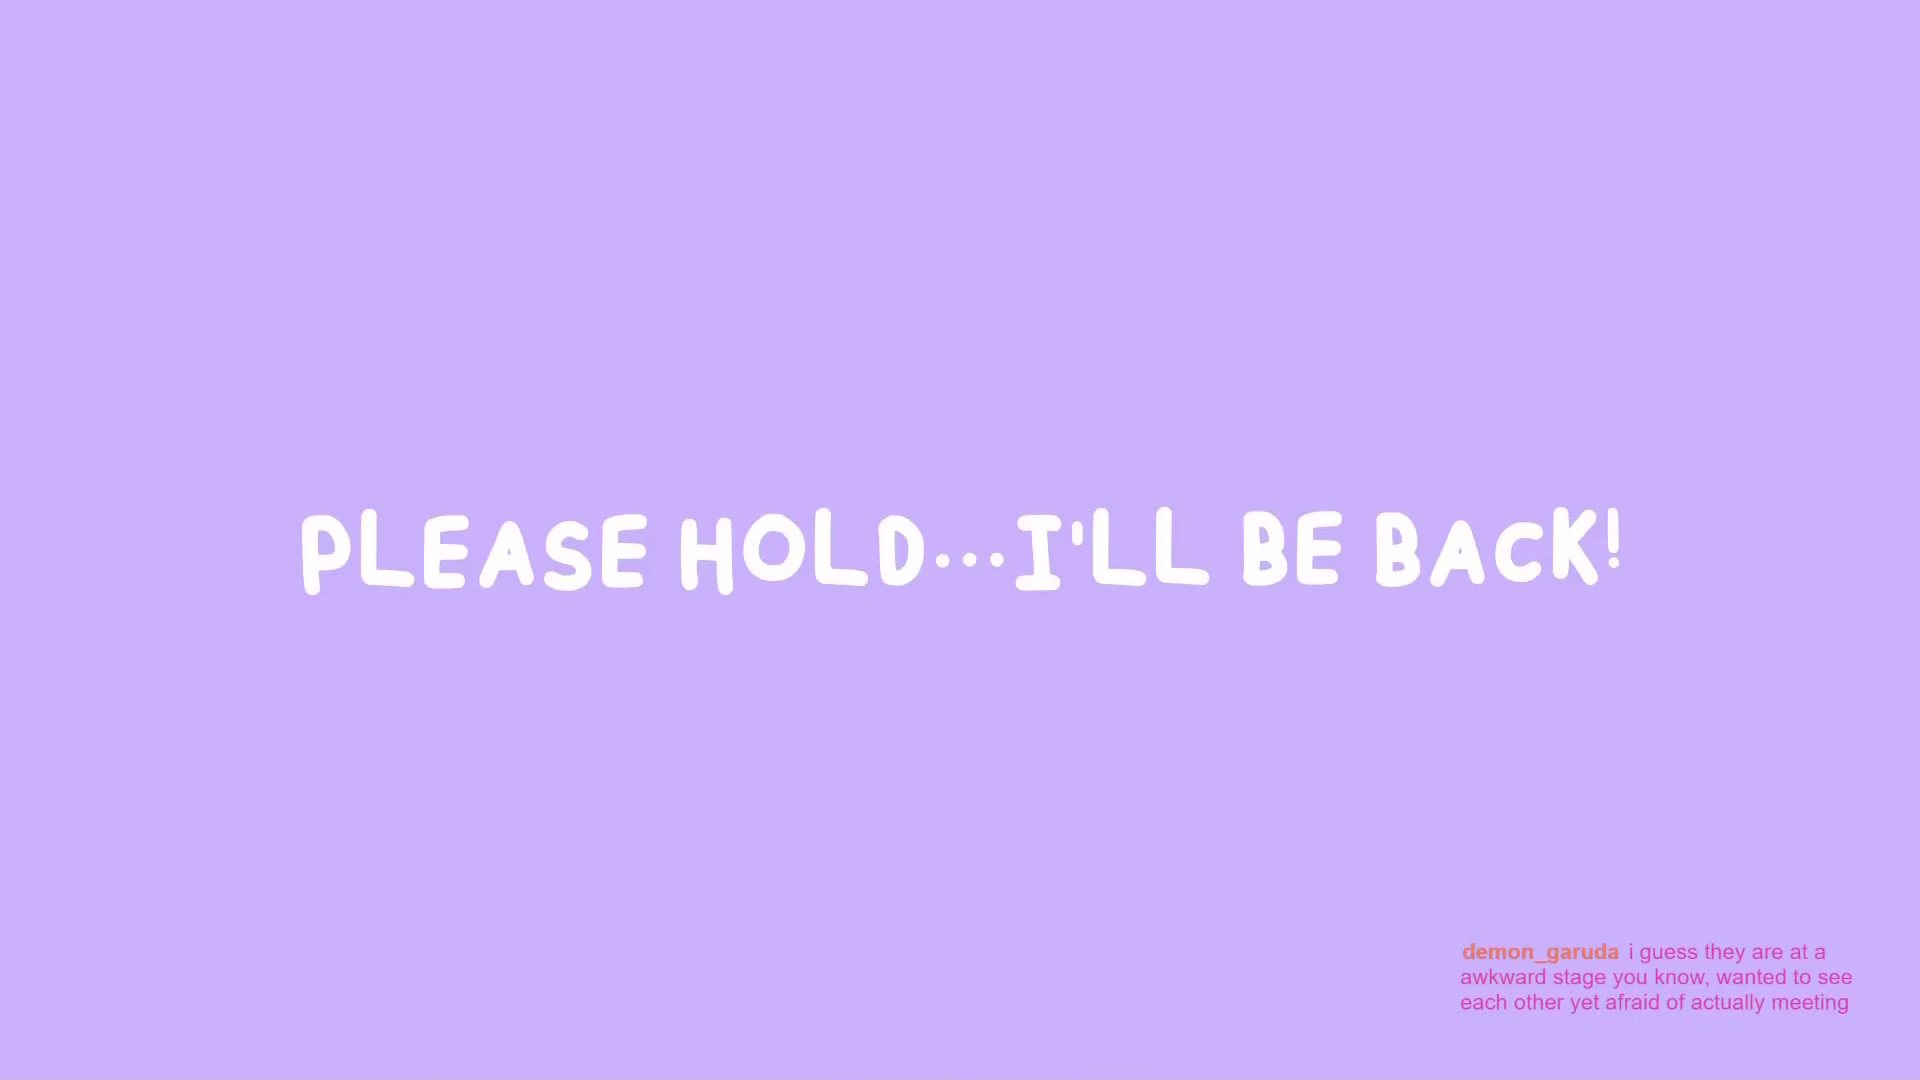 PLEASE HOLD...I'LL BE BACK!
demon_garuda i guess they are at a
awkward stage you know, wanted to see
each other yet afraid of actually meeting